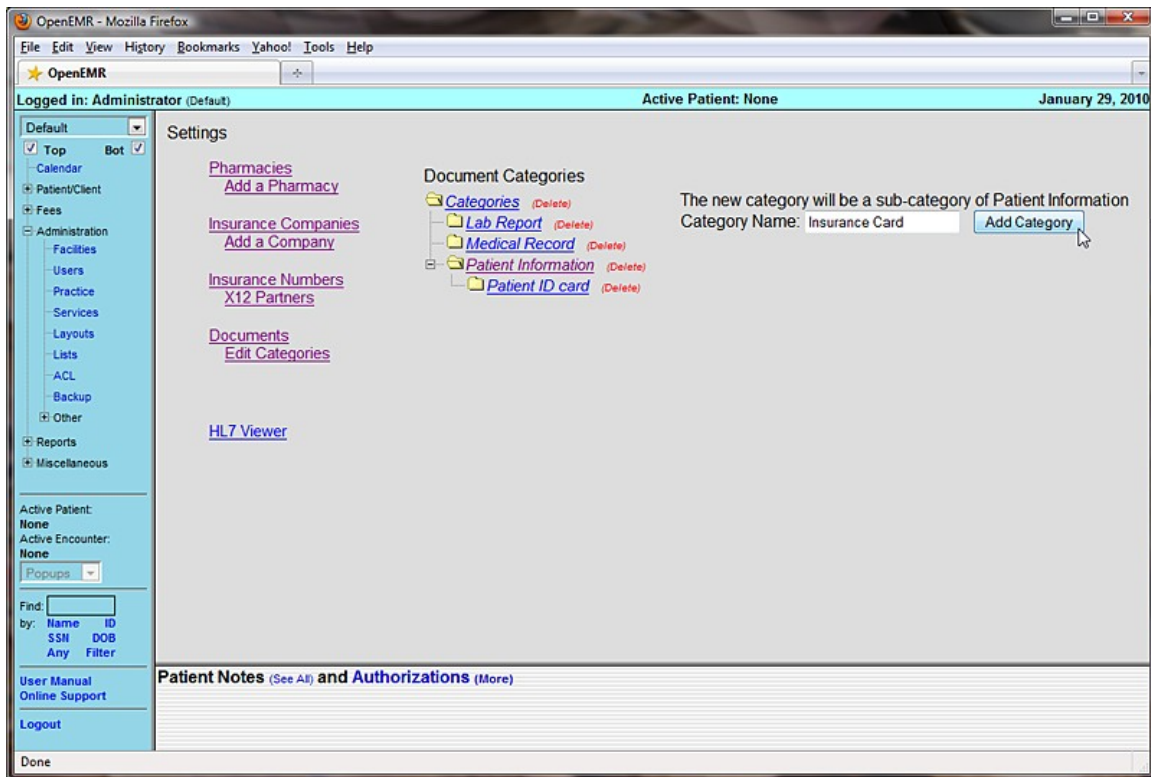 OpenEMR - Mozilla Firefox
File Edit View History Bookmarks Yahoo! Tools Help
OpenEMR
Logged in: Administrator (Default)
Active Patient: None
January 29, 2010
Default
Top Bot
Calendar
Patient/Client
Fees
Administration
Facilities
Users
Practice
Services
Layouts
Lists
ACL
Backup
Other
Reports
Miscellaneous
Active Patient:
None
Active Encounter:
None
Popups
Find:
by: Name ID
SSN DOB
Any Filter
User Manual
Online Support
Logout
Settings
Pharmacies
Add a Pharmacy
Insurance Companies
Add a Company
Insurance Numbers
X12 Partners
Documents
Edit Categories
HL7 Viewer
Document Categories
Categories (Delete)
Lab Report (Delete)
Medical Record (Delete)
Patient Information (Delete)
Patient ID card (Delete)
The new category will be a sub-category of Patient Information
Category Name: Insurance Card Add Category
Patient Notes (See All) and Authorizations (More)
Done